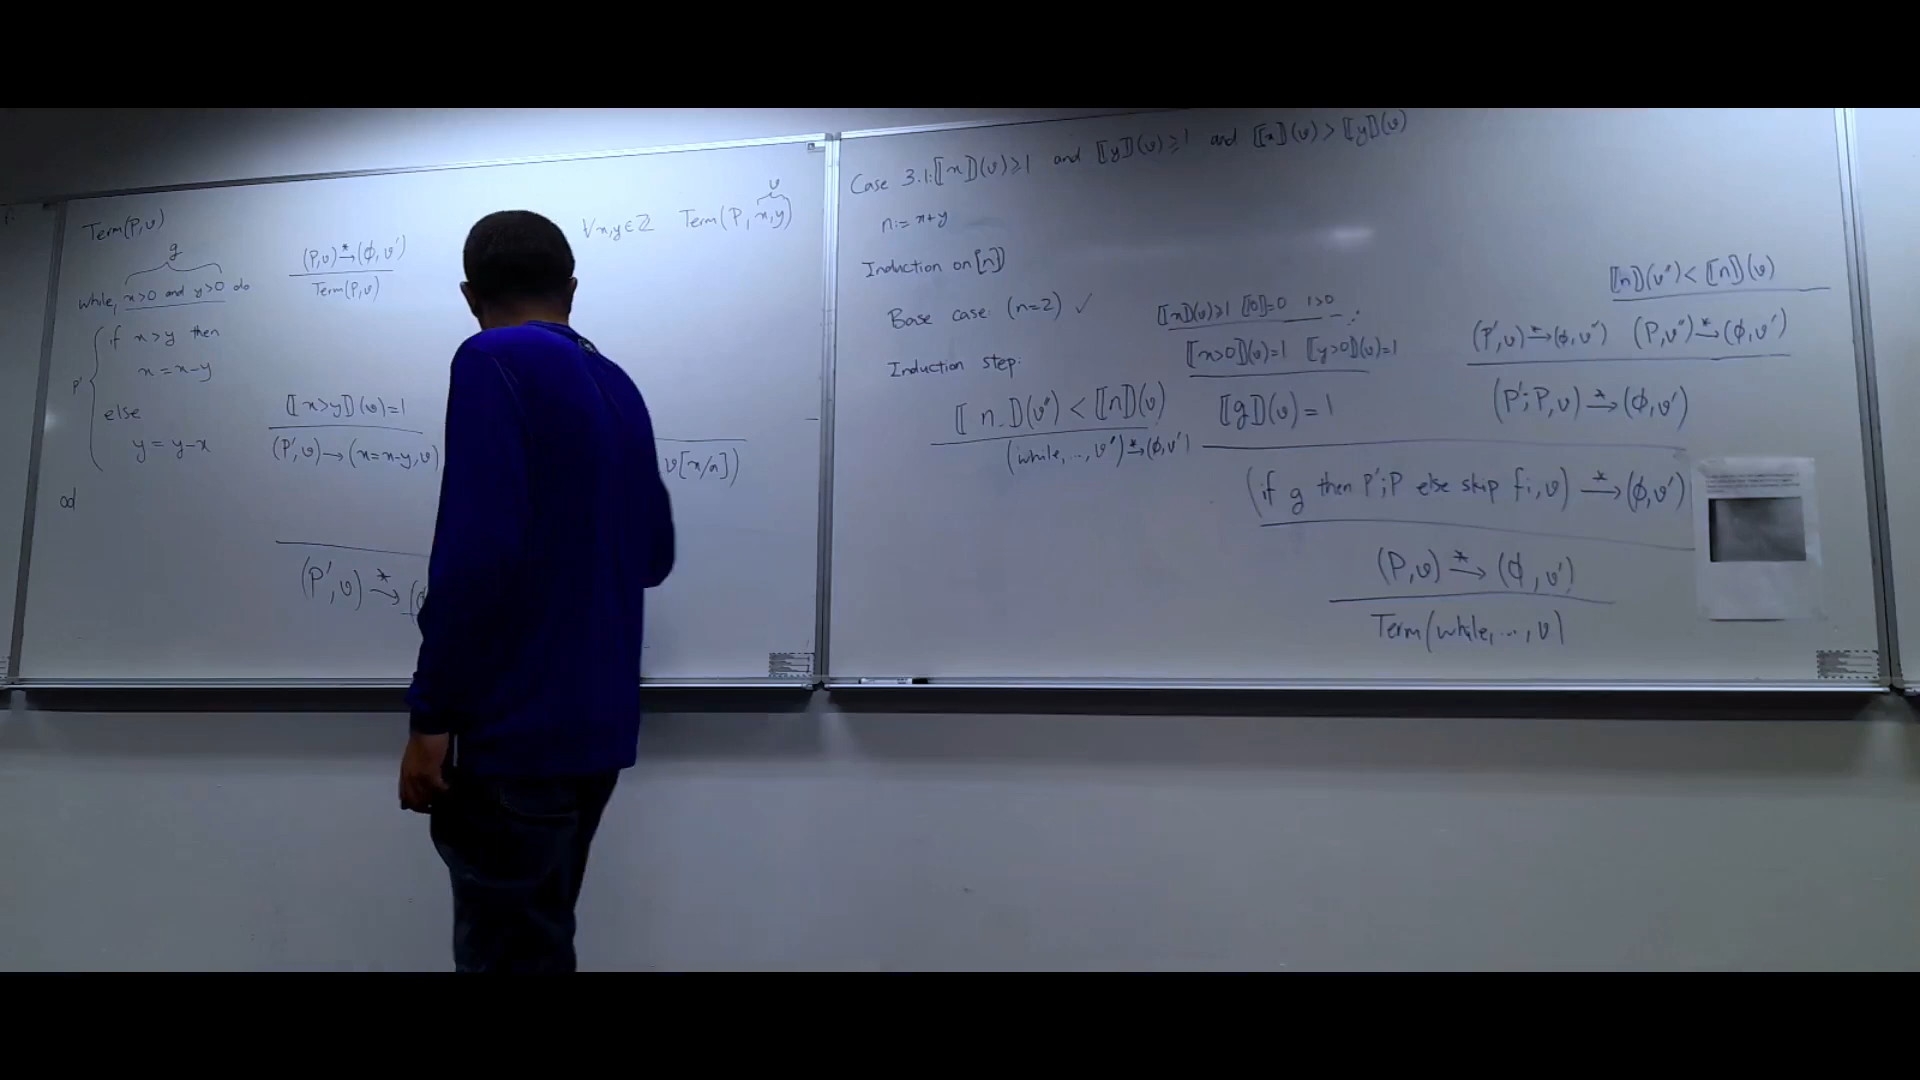 Term(P,v)
g
while, x>0 and y>0 do
if x>y then
x = x-y
else
y = y-x
od
P'
(P,v) →* (ϕ,v')
Term(P,v)
∀x,y∈ℤ Term(P, x,y)
v
⟦x>y⟧(v)=1
(P',v)→(x=x-y,v)
v[x/a])
(P',v) →* (ϕ
Case 3.1: ⟦x⟧(v)≥1 and ⟦y⟧(v)≥1 and ⟦x⟧(v) > ⟦y⟧(v)
n := x+y
Induction on [n]
Base case: (n=2) ✓
Induction step:
⟦n⟧(v'') < ⟦n⟧(v)
(while,..., v'') →* (ϕ,v')
⟦x⟧(v)≥1 ⟦0⟧=0 1>0 ...
⟦x>0⟧(v)=1 ⟦y>0⟧(v)=1
⟦g⟧(v)=1
⟦n⟧(v'') < ⟦n⟧(v)
(P',v) →* (ϕ,v'') (P,v'') →* (ϕ,v')
(P';P,v) →* (ϕ,v')
(if g then P';P else skip fi,v) →* (ϕ,v')
(P,v) →* (ϕ,v')
Term(while,...,v)